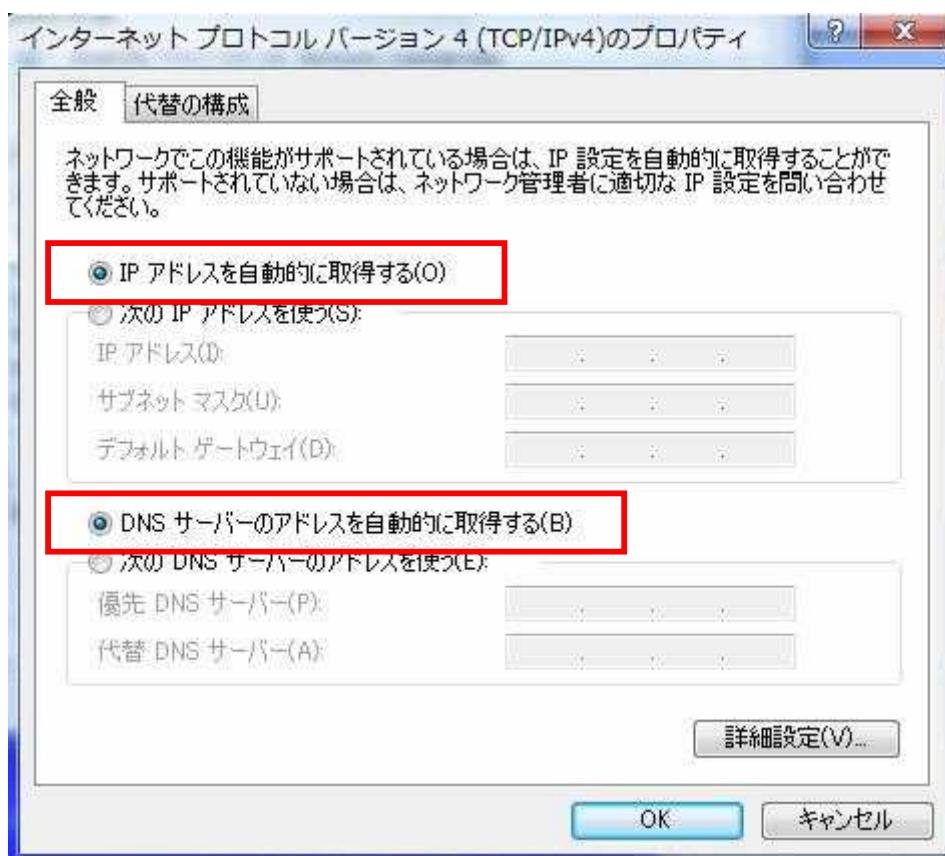 インターネット プロトコル バージョン 4 (TCP/IPv4)のプロパティ
全般
代替の構成
ネットワークでこの機能がサポートされている場合は、IP 設定を自動的に取得することがで
きます。サポートされていない場合は、ネットワーク管理者に適切な IP 設定を問い合わせ
てください。
IP アドレスを自動的に取得する(O)
次の IP アドレスを使う(S):
IP アドレス(I):
サブネット マスク(U):
デフォルト ゲートウェイ(D):
DNS サーバーのアドレスを自動的に取得する(B)
次の DNS サーバーのアドレスを使う(E):
優先 DNS サーバー(P):
代替 DNS サーバー(A):
詳細設定(V)...
OK
キャンセル